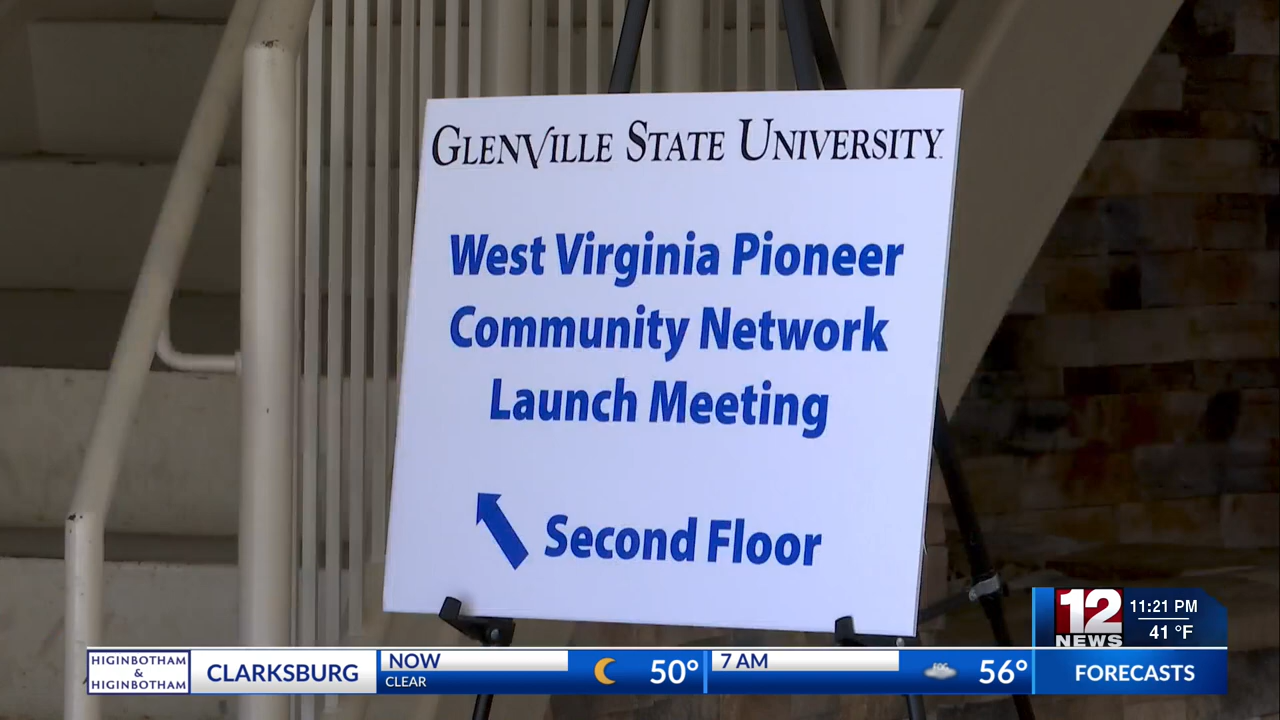 GLENVILLE STATE UNIVERSITY
West Virginia Pioneer
Community Network
Launch Meeting
Second Floor
12
NEWS
11:21 PM
41 °F
HIGINBOTHAM
&
HIGINBOTHAM
CLARKSBURG
NOW
CLEAR
50°
7 AM
56°
FORECASTS